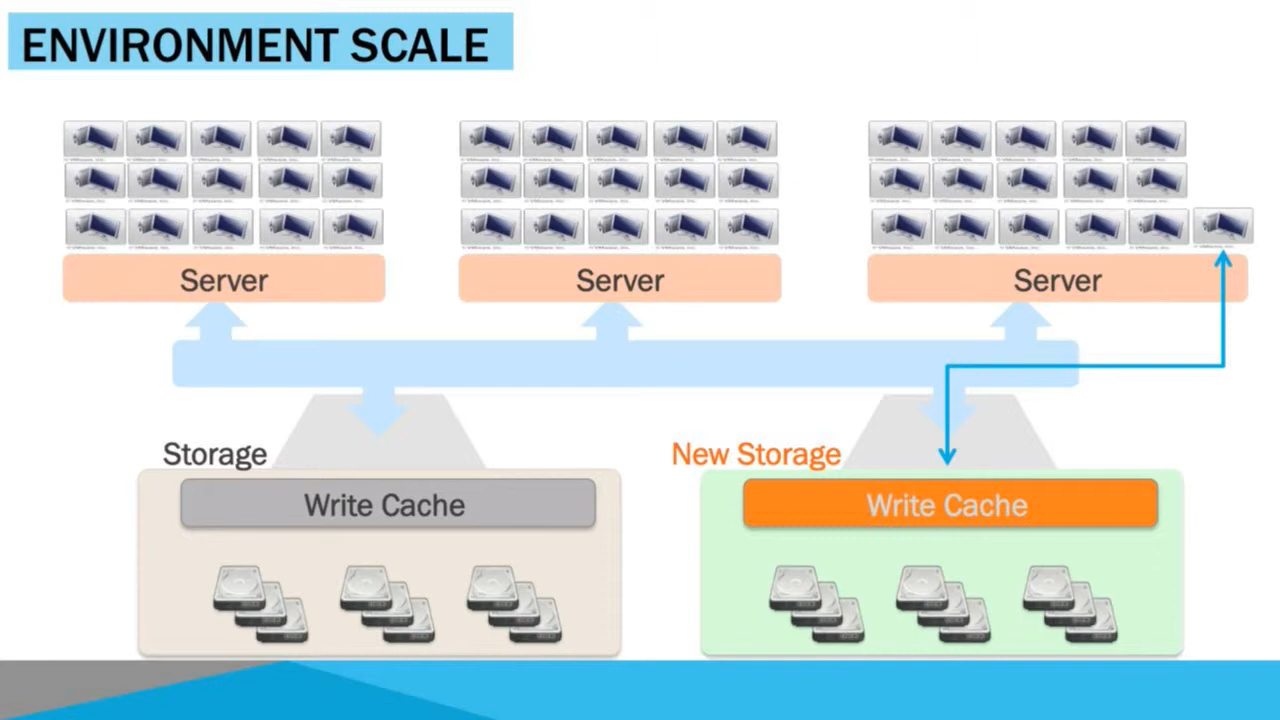 ENVIRONMENT SCALE
Server
Server
Server
Storage
New Storage
Write Cache
Write Cache